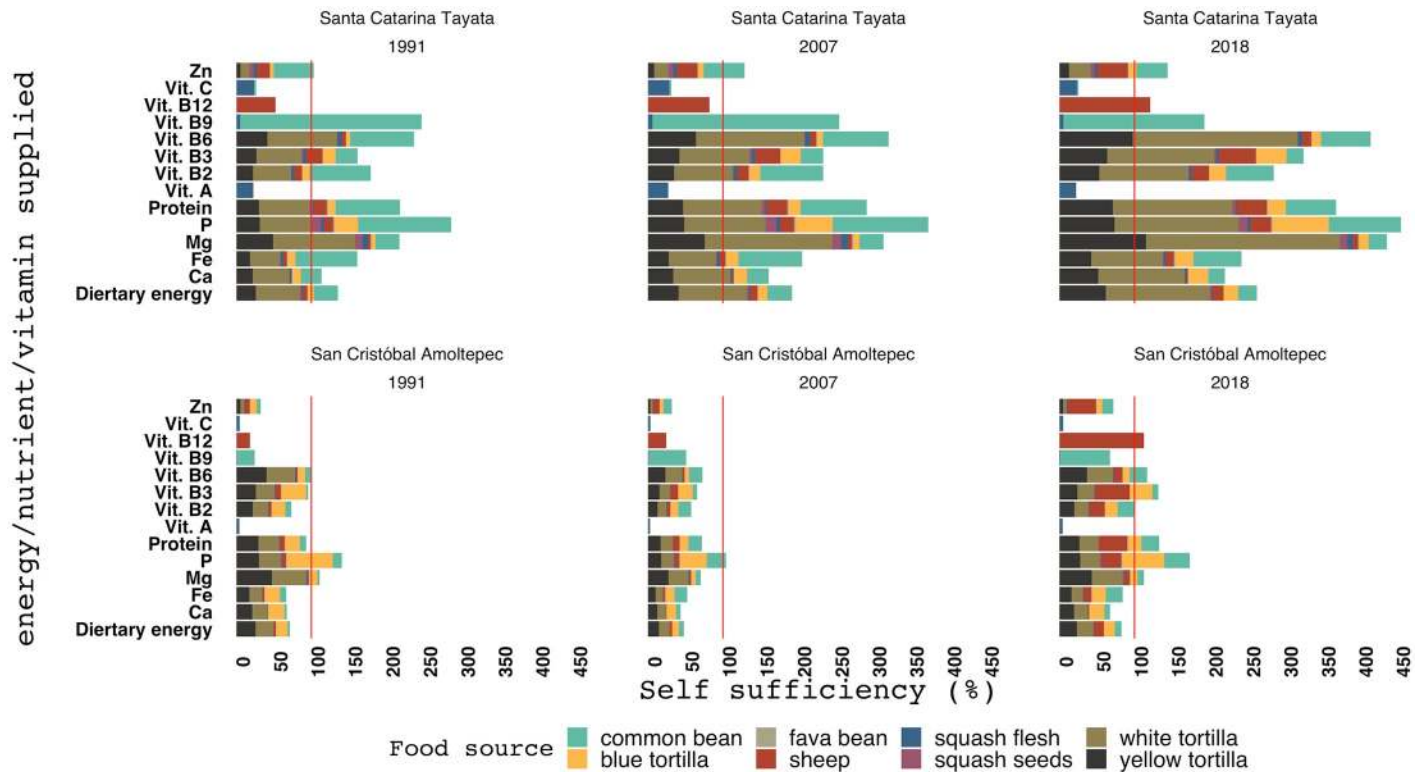 Santa Catarina Tayata Santa Catarina Tayata Santa Catarina Tayata
1991 2007 2018
energy/nutrient/vitamin supplied
Zn
Vit. C
Vit. B12
Vit. B9
Vit. B6
Vit. B3
Vit. B2
Vit. A
Protein
P
Mg
Fe
Ca
Diertary energy
San Cristóbal Amoltepec San Cristóbal Amoltepec San Cristóbal Amoltepec
1991 2007 2018
Zn
Vit. C
Vit. B12
Vit. B9
Vit. B6
Vit. B3
Vit. B2
Vit. A
Protein
P
Mg
Fe
Ca
Diertary energy
0 50 100 150 200 250 300 350 400 450 0 50 100 150 200 250 300 350 400 450 0 50 100 150 200 250 300 350 400 450
Self sufficiency (%)
Food source common bean fava bean squash flesh white tortilla
blue tortilla sheep squash seeds yellow tortilla